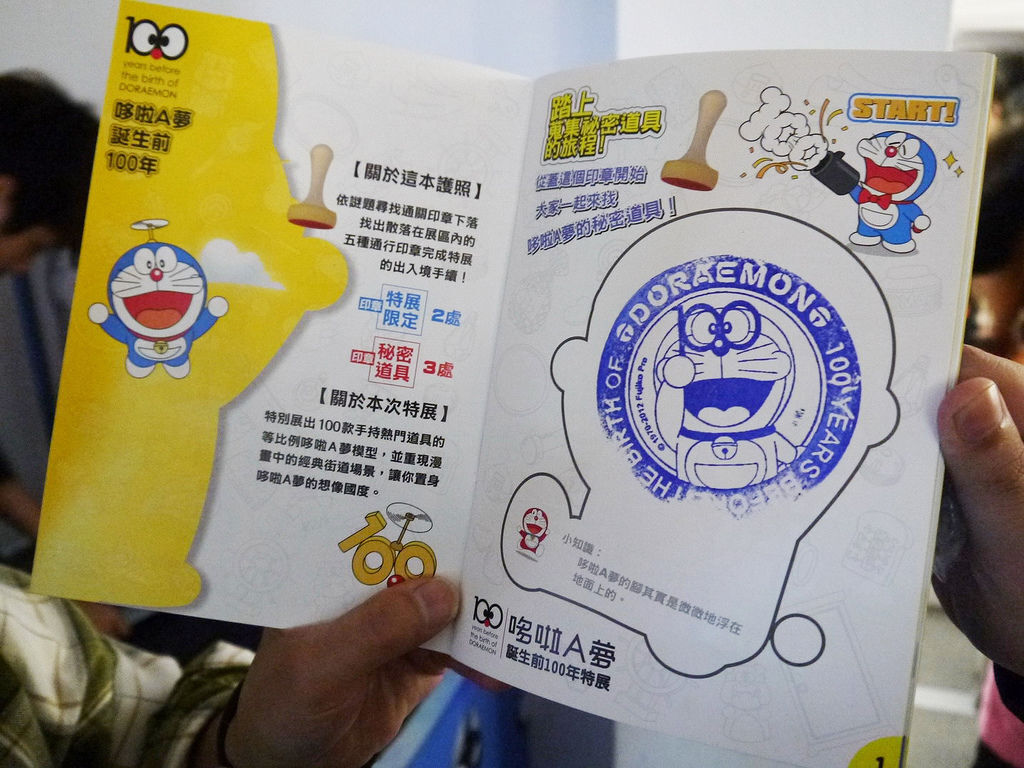 100
years before
the birth of
DORAEMON
哆啦A夢
誕生前
100年
【關於這本護照】
依謎題尋找通關印章下落
找出散落在展區內的
五種通行印章完成特展
的出入境手續！
印章 特展限定 2處
印章 秘密道具 3處
【關於本次特展】
特別展出100款手持熱門道具的
等比例哆啦A夢模型，並重現漫
畫中的經典街道場景，讓你置身
哆啦A夢的想像國度。
100
踏上
蒐集祕密道具
的旅程！
從蓋這個印章開始
大家一起來找
哆啦A夢的秘密道具！
START!
DORAEMON
100 YEARS BEFORE THE BIRTH OF
© 1970-2012 Fujiko Pro
小知識：
哆啦A夢的腳其實是微微地浮在
地面上的。
100
years before
the birth of
DORAEMON
哆啦A夢
誕生前100年特展
1